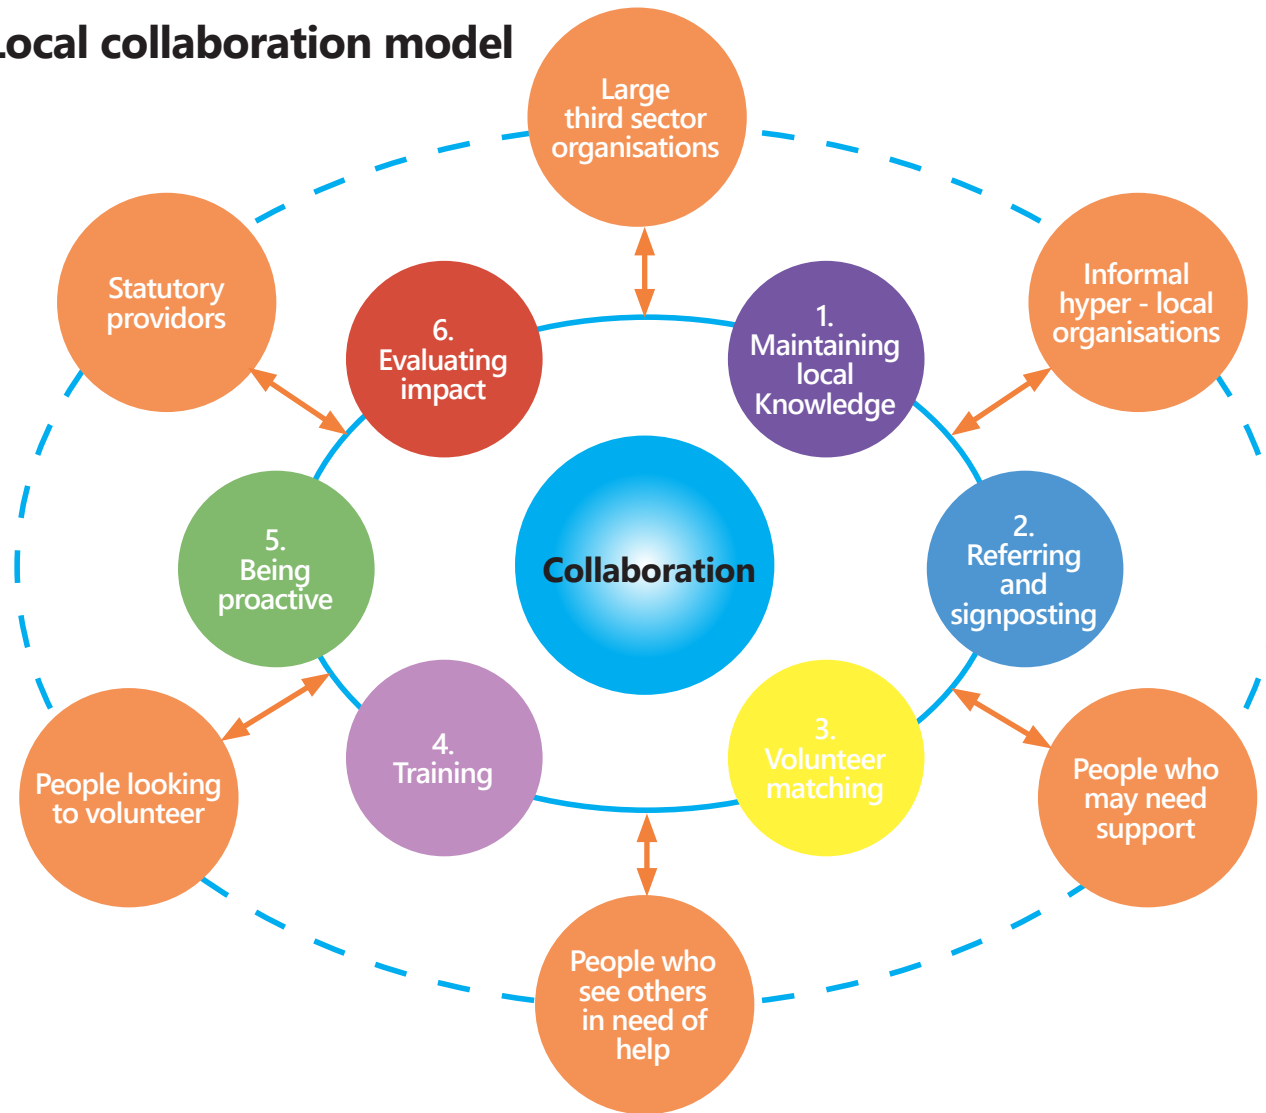 Local collaboration model
Large
third sector
organisations
Statutory
providors
Informal
hyper - local
organisations
6.
Evaluating
impact
1.
Maintaining
local
Knowledge
5.
Being
proactive
Collaboration
2.
Referring
and
signposting
4.
Training
3.
Volunteer
matching
People looking
to volunteer
People who
may need
support
People who
see others
in need of
help